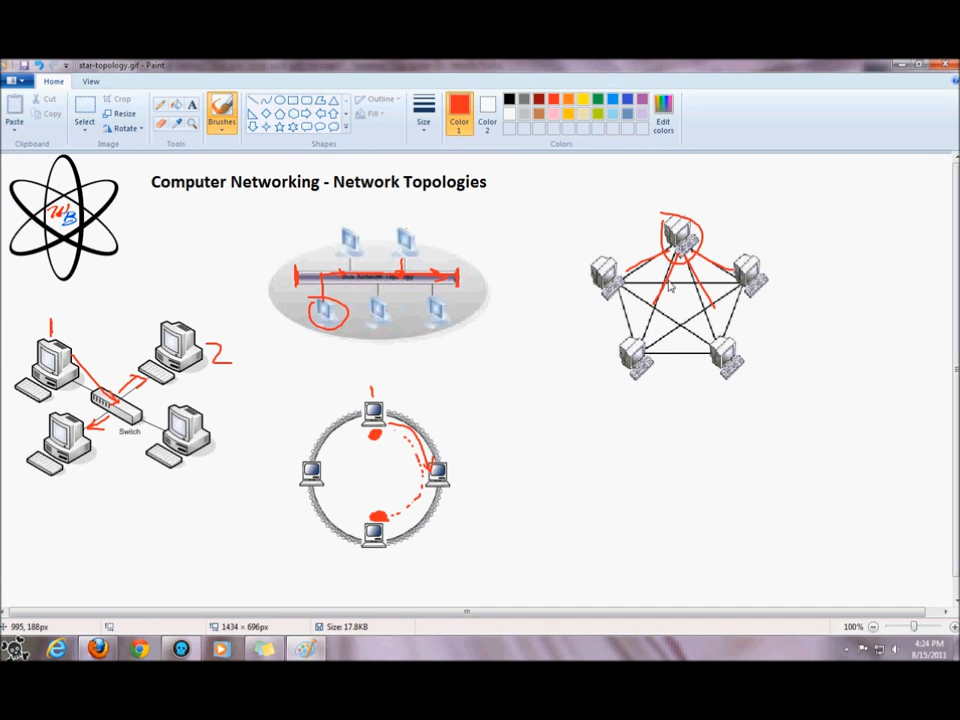 star-topology.gif - Paint
Home
View
Paste
Cut
Copy
Clipboard
Select
Crop
Resize
Rotate
Image
A
Tools
Brushes
Shapes
Outline
Fill
Size
Color
1
Color
2
Edit
colors
Colors
WB
Computer Networking - Network Topologies
1
2
Switch
1
995, 188px
1434 × 696px
Size: 17.8KB
100%
4:24 PM
8/15/2011